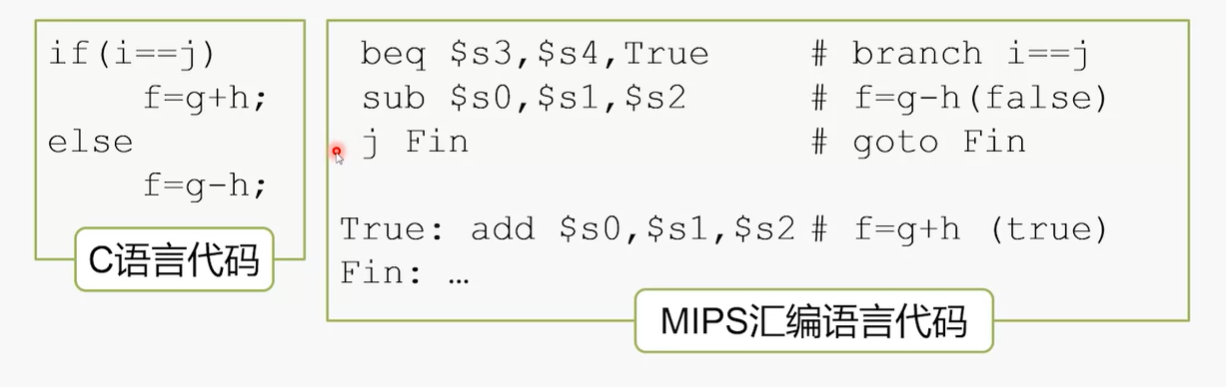 if(i==j)
f=g+h;
else
f=g-h;
C语言代码
beq $s3,$s4,True # branch i==j
sub $s0,$s1,$s2 # f=g-h(false)
j Fin # goto Fin
True: add $s0,$s1,$s2 # f=g+h (true)
Fin: …
MIPS汇编语言代码